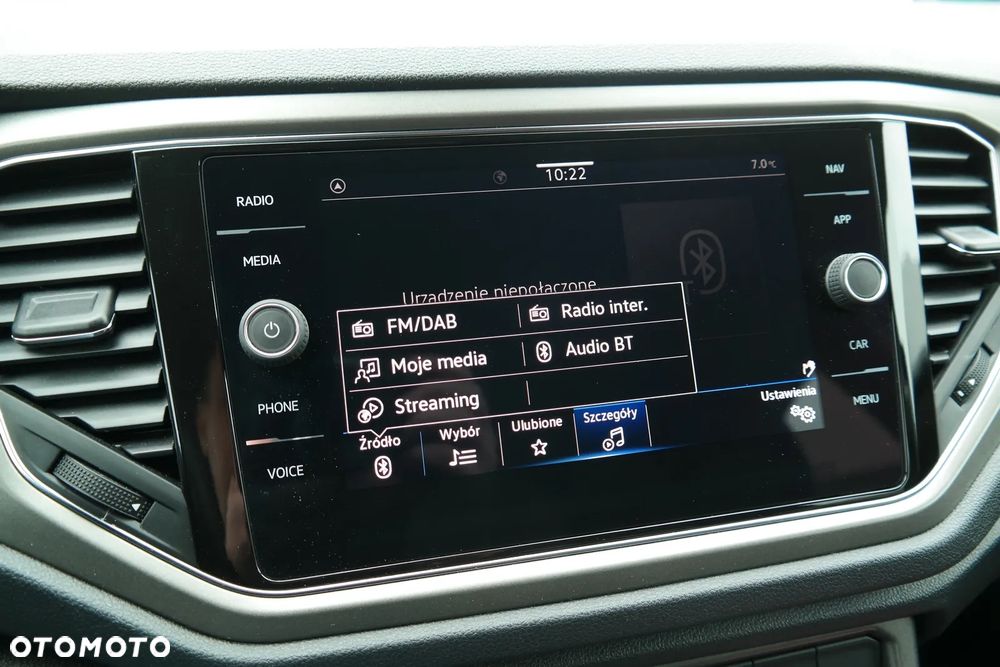 RADIO
MEDIA
PHONE
VOICE
10:22
7.0°C
Urządzenie niepołączone
FM/DAB
Radio inter.
Moje media
Audio BT
Streaming
Źródło
Wybór
Ulubione
Szczegóły
Ustawienia
NAV
APP
CAR
MENU
OTOMOTO